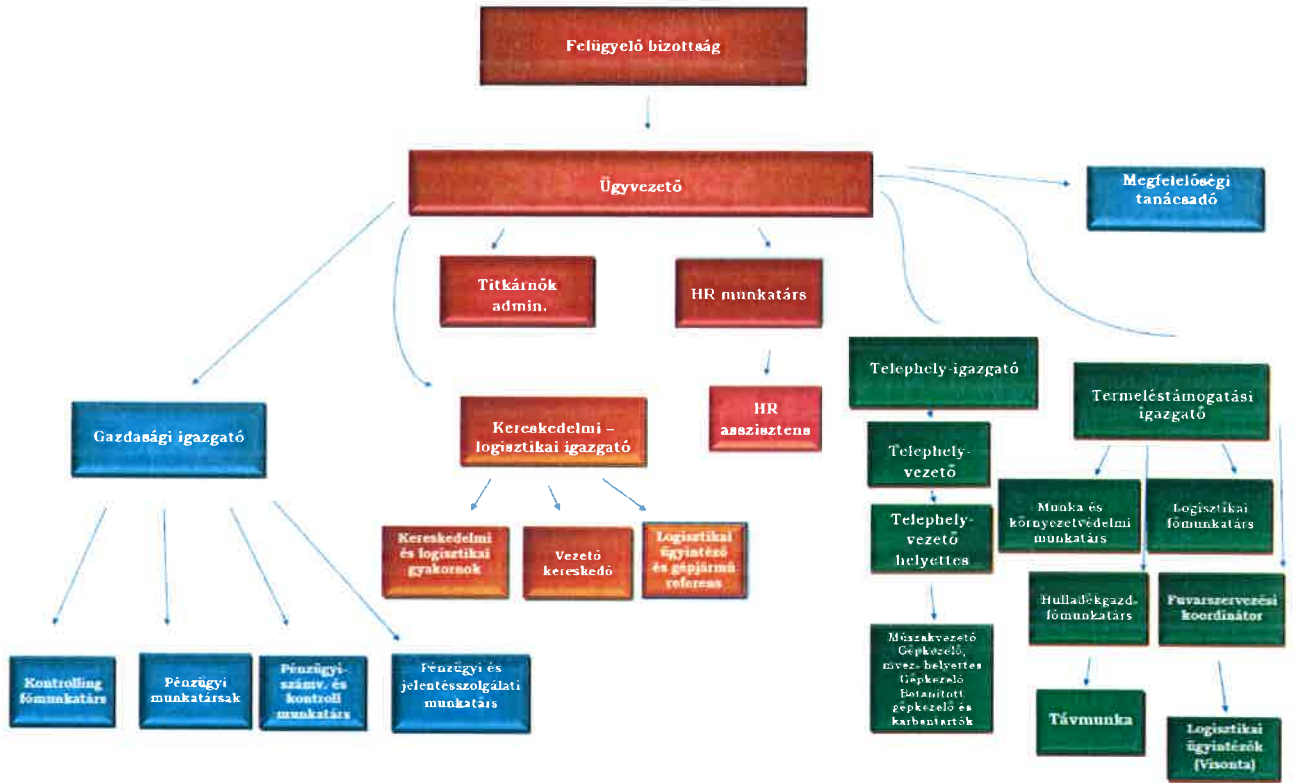 Felügyelő bizottság
Ügyvezető
Megfelelőségi
tanácsadó
Titkárnők
admin.
HR munkatárs
HR
asszisztens
Gazdasági igazgató
Kereskedelmi –
logisztikai igazgató
Telephely-igazgató
Termeléstámogatási
igazgató
Telephely-
vezető
Telephely-
vezető
helyettes
Műszakvezető
Gépkezelő,
mvez- helyettes
Gépkezelő
Betanított
gépkezelő és
karbantartók
Munka és
környezetvédelmi
munkatárs
Logisztikai
főmunkatárs
Hulladékgazd-
főmunkatárs
Fuvarszervezési
koordinátor
Távmunka
Logisztikai
ügyintézők
(Visonta)
Kereskedelmi
és logisztikai
gyakornok
Vezető
kereskedő
Logisztikai
ügyintéző
és gépjármű
referens
Kontrolling
főmunkatárs
Pénzügyi
munkatársak
Pénzügyi-
számv. és
kontroll
munkatárs
Pénzügyi és
jelentésszolgálati
munkatárs